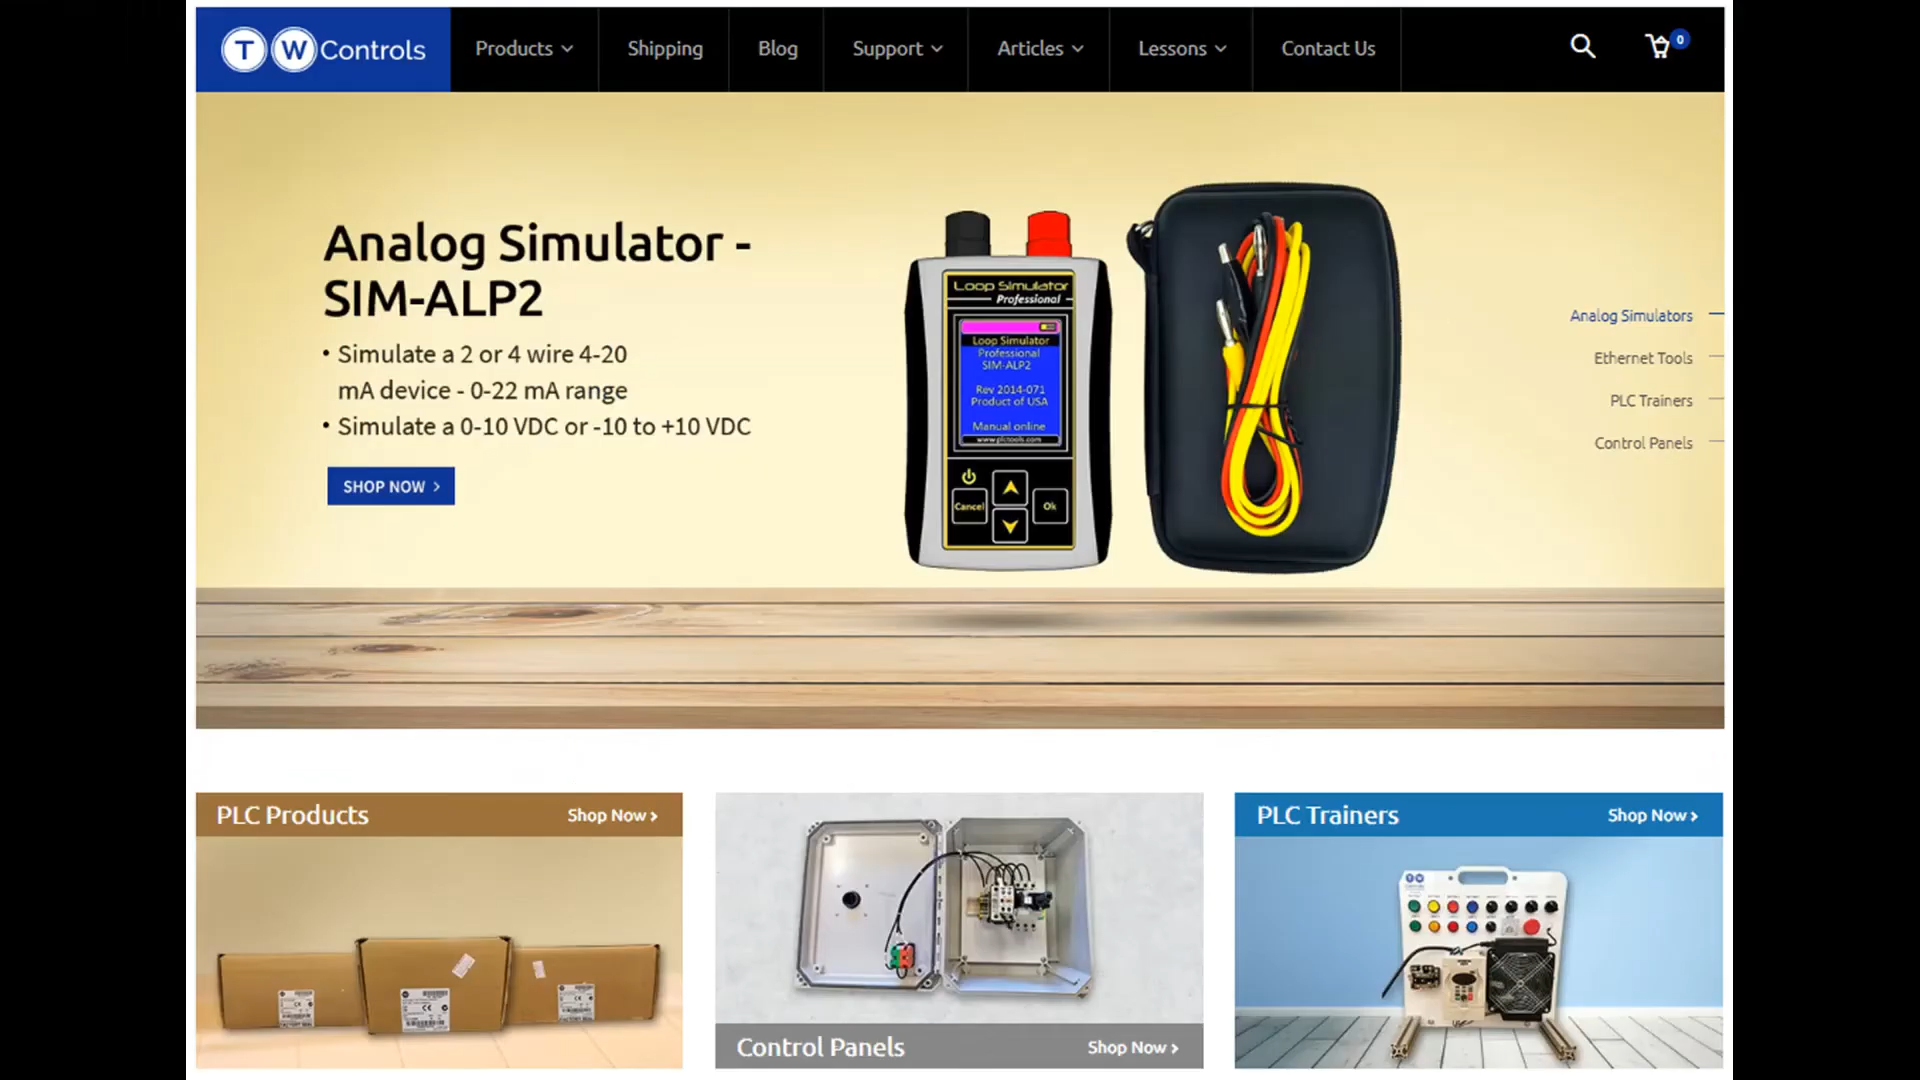 TW Controls
Products
Shipping
Blog
Support
Articles
Lessons
Contact Us
0
Analog Simulator -
SIM-ALP2
• Simulate a 2 or 4 wire 4-20
mA device - 0-22 mA range
• Simulate a 0-10 VDC or -10 to +10 VDC
SHOP NOW >
Loop Simulator
Professional
Loop Simulator
Professional
SIM-ALP2
Rev 2014-071
Product of USA
Manual online
www.plctools.com
Cancel
Ok
Analog Simulators
Ethernet Tools
PLC Trainers
Control Panels
PLC Products
Shop Now >
Control Panels
Shop Now >
PLC Trainers
Shop Now >